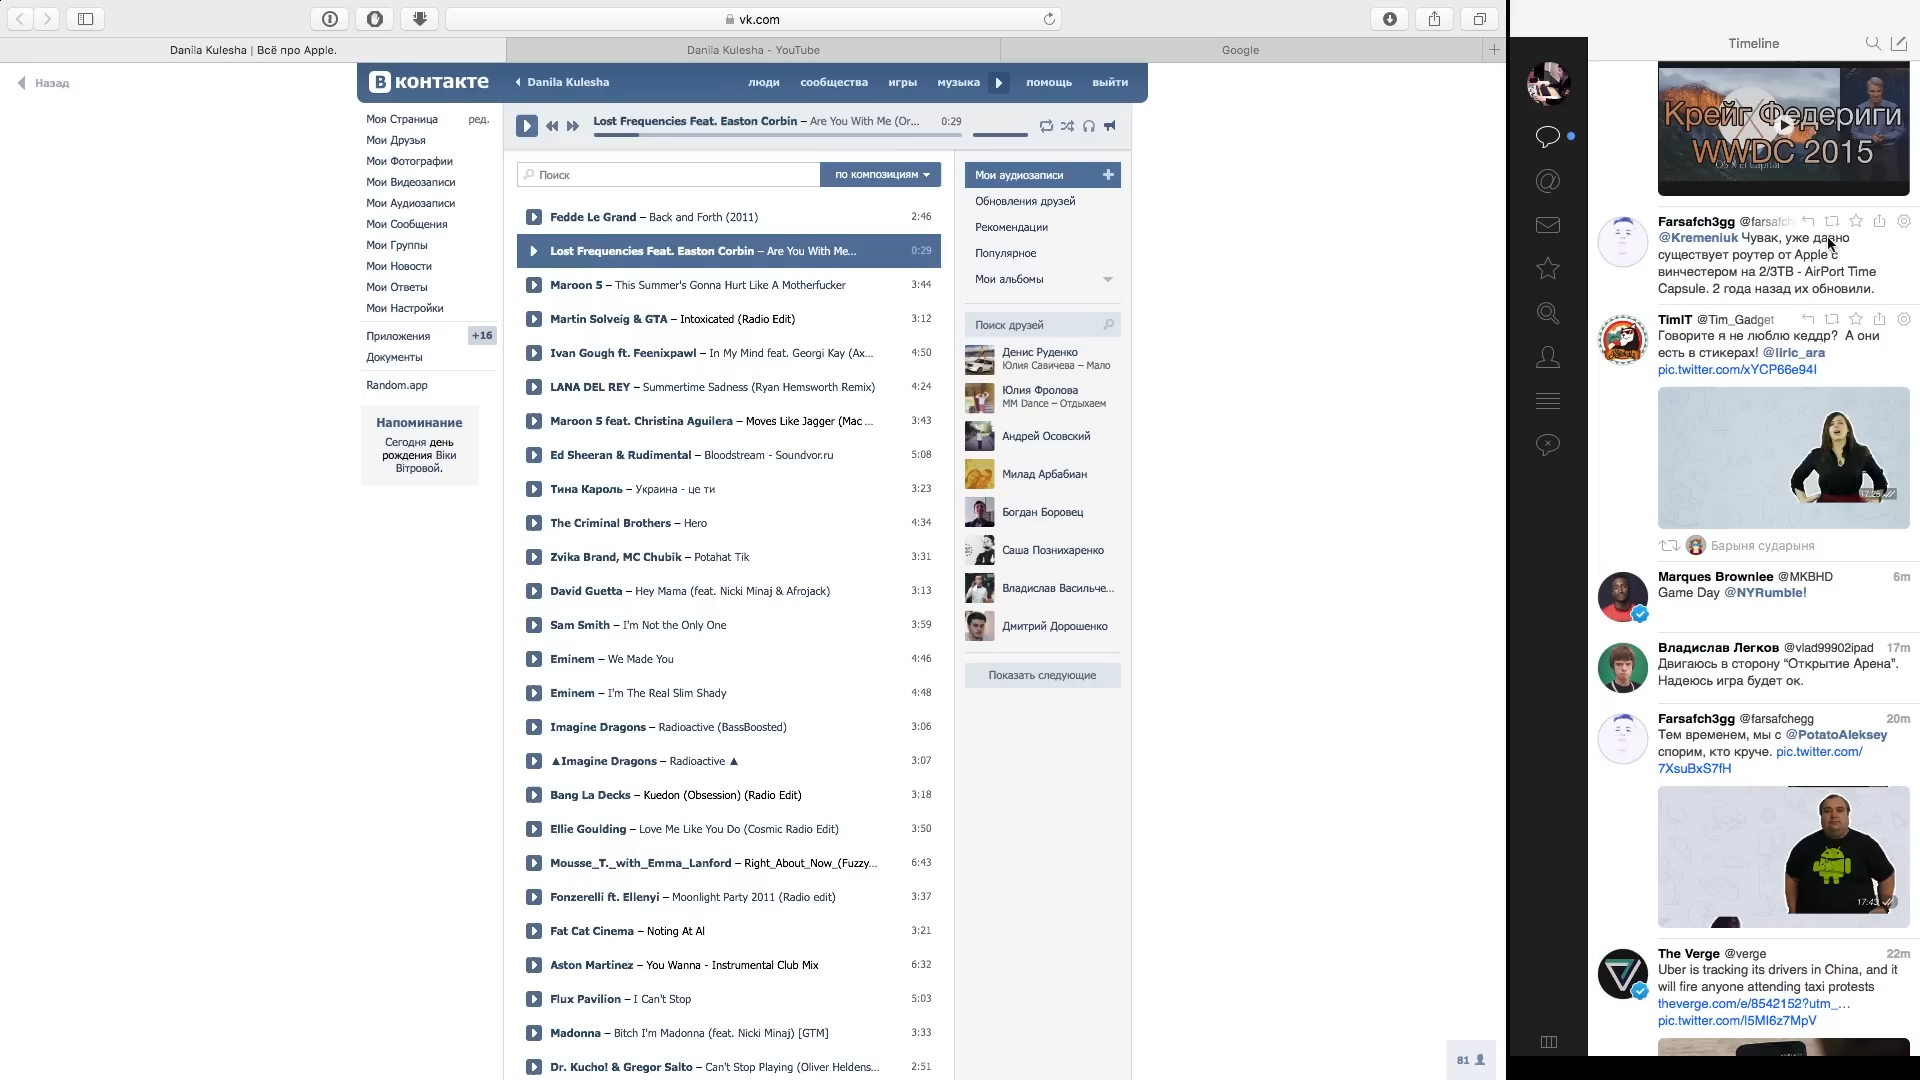 vk.com
Danila Kulesha | Всё про Apple.
Danila Kulesha - YouTube
Google
Назад
В контакте
Danila Kulesha
люди
сообщества
игры
музыка
помощь
выйти
Моя Страница
ред.
Мои Друзья
Мои Фотографии
Мои Видеозаписи
Мои Аудиозаписи
Мои Сообщения
Мои Группы
Мои Новости
Мои Ответы
Мои Настройки
Приложения
+16
Документы
Random.app
Напоминание
Сегодня день
рождения Віки
Вітровой.
Lost Frequencies Feat. Easton Corbin – Are You With Me (Or...
0:29
Поиск
по композициям
Fedde Le Grand – Back and Forth (2011) 2:46
Lost Frequencies Feat. Easton Corbin – Are You With Me... 0:29
Maroon 5 – This Summer's Gonna Hurt Like A Motherfucker 3:44
Martin Solveig & GTA – Intoxicated (Radio Edit) 3:12
Ivan Gough ft. Feenixpawl – In My Mind feat. Georgi Kay (Ax... 4:50
LANA DEL REY – Summertime Sadness (Ryan Hemsworth Remix) 4:24
Maroon 5 feat. Christina Aguilera – Moves Like Jagger (Mac ... 3:43
Ed Sheeran & Rudimental – Bloodstream - Soundvor.ru 5:08
Тина Кароль – Украина - це ти 3:23
The Criminal Brothers – Hero 4:34
Zvika Brand, MC Chubik – Potahat Tik 3:31
David Guetta – Hey Mama (feat. Nicki Minaj & Afrojack) 3:13
Sam Smith – I'm Not the Only One 3:59
Eminem – We Made You 4:46
Eminem – I'm The Real Slim Shady 4:48
Imagine Dragons – Radioactive (BassBoosted) 3:06
▲Imagine Dragons – Radioactive ▲ 3:07
Bang La Decks – Kuedon (Obsession) (Radio Edit) 3:18
Ellie Goulding – Love Me Like You Do (Cosmic Radio Edit) 3:50
Mousse_T._with_Emma_Lanford – Right_About_Now_(Fuzzy... 6:43
Fonzerelli ft. Ellenyi – Moonlight Party 2011 (Radio edit) 3:37
Fat Cat Cinema – Noting At Al 3:21
Aston Martinez – You Wanna - Instrumental Club Mix 6:32
Flux Pavilion – I Can't Stop 5:03
Madonna – Bitch I'm Madonna (feat. Nicki Minaj) [GTM] 3:33
Dr. Kucho! & Gregor Salto – Can't Stop Playing (Oliver Heldens... 2:51
Мои аудиозаписи
Обновления друзей
Рекомендации
Популярное
Мои альбомы
Поиск друзей
Денис Руденко
Юлия Савичева – Мало
Юлия Фролова
MM Dance – Отдыхаем
Андрей Осовский
Милад Арбабиан
Богдан Боровец
Саша Познихаренко
Владислав Васильче...
Дмитрий Дорошенко
Показать следующие
81
Timeline
Крейг Федериги
WWDC 2015
OS X El Capitan
Farsafch3gg @farsafch
@Kremeniuk Чувак, уже давно
существует роутер от Apple с
винчестером на 2/3TB - AirPort Time
Capsule. 2 года назад их обновили.
TimIT @Tim_Gadget
Говорите я не люблю кеддр? А они
есть в стикерах! @liric_ara
pic.twitter.com/xYCP66e94I
17:25
Барыня сударыня
Marques Brownlee @MKBHD 6m
Game Day @NYRumble!
Владислав Легков @vlad99902ipad 17m
Двигаюсь в сторону “Открытие Арена”.
Надеюсь игра будет ок.
Farsafch3gg @farsafchegg 20m
Тем временем, мы с @PotatoAleksey
спорим, кто круче. pic.twitter.com/
7XsuBxS7fH
17:43
The Verge @verge 22m
Uber is tracking its drivers in China, and it
will fire anyone attending taxi protests
theverge.com/e/8542152?utm_...
pic.twitter.com/l5MI6z7MpV